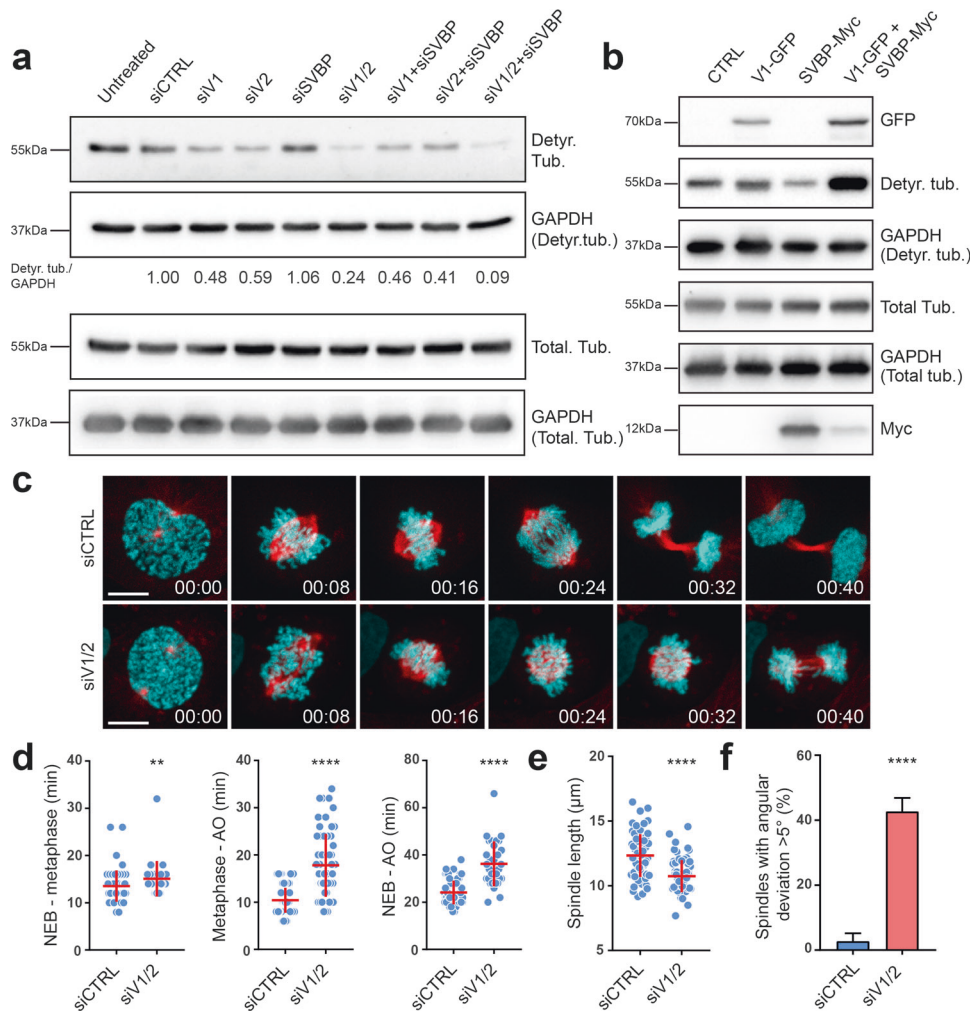 a
Untreated
siCTRL
siV1
siV2
siSVBP
siV1/2
siV1+siSVBP
siV2+siSVBP
siV1/2+siSVBP
55kDa
Detyr.
Tub.
37kDa
GAPDH
(Detyr.tub.)
Detyr. tub./
GAPDH
1.00 0.48 0.59 1.06 0.24 0.46 0.41 0.09
55kDa
Total. Tub.
37kDa
GAPDH
(Total. Tub.)
b
CTRL
V1-GFP
SVBP-Myc
V1-GFP +
SVBP-Myc
70kDa
GFP
55kDa
Detyr. tub.
37kDa
GAPDH
(Detyr. tub.)
55kDa
Total Tub.
37kDa
GAPDH
(Total tub.)
12kDa
Myc
c
siCTRL
00:00 00:08 00:16 00:24 00:32 00:40
siV1/2
00:00 00:08 00:16 00:24 00:32 00:40
d
NEB - metaphase (min)
40
30
20
10
0
**
siCTRL
siV1/2
Metaphase - AO (min)
40
30
20
10
0
****
siCTRL
siV1/2
NEB - AO (min)
80
60
40
20
0
****
siCTRL
siV1/2
e
Spindle length (µm)
20
15
10
5
****
siCTRL
siV1/2
f
Spindles with angular
deviation >5° (%)
60
40
20
0
****
siCTRL
siV1/2